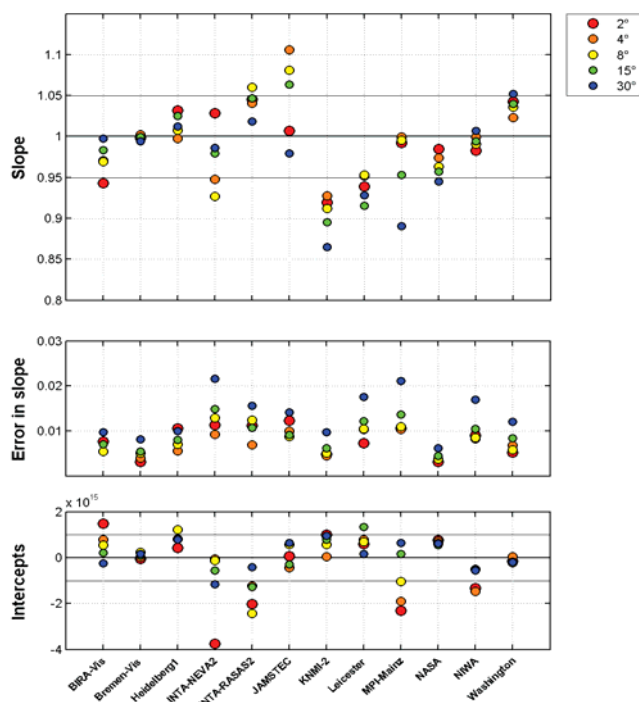 2°
4°
8°
15°
30°
Slope
1.1
1.05
1
0.95
0.9
0.85
0.8
Error in slope
0.03
0.02
0.01
x 10^15
Intercepts
2
0
-2
-4
BIRA-Vis
Bremen-Vis
Heidelberg1
INTA-NEVA2
NTA-RASAS2
JAMSTEC
KNMI-2
Leicester
MPI-Mainz
NASA
NIWA
Washington